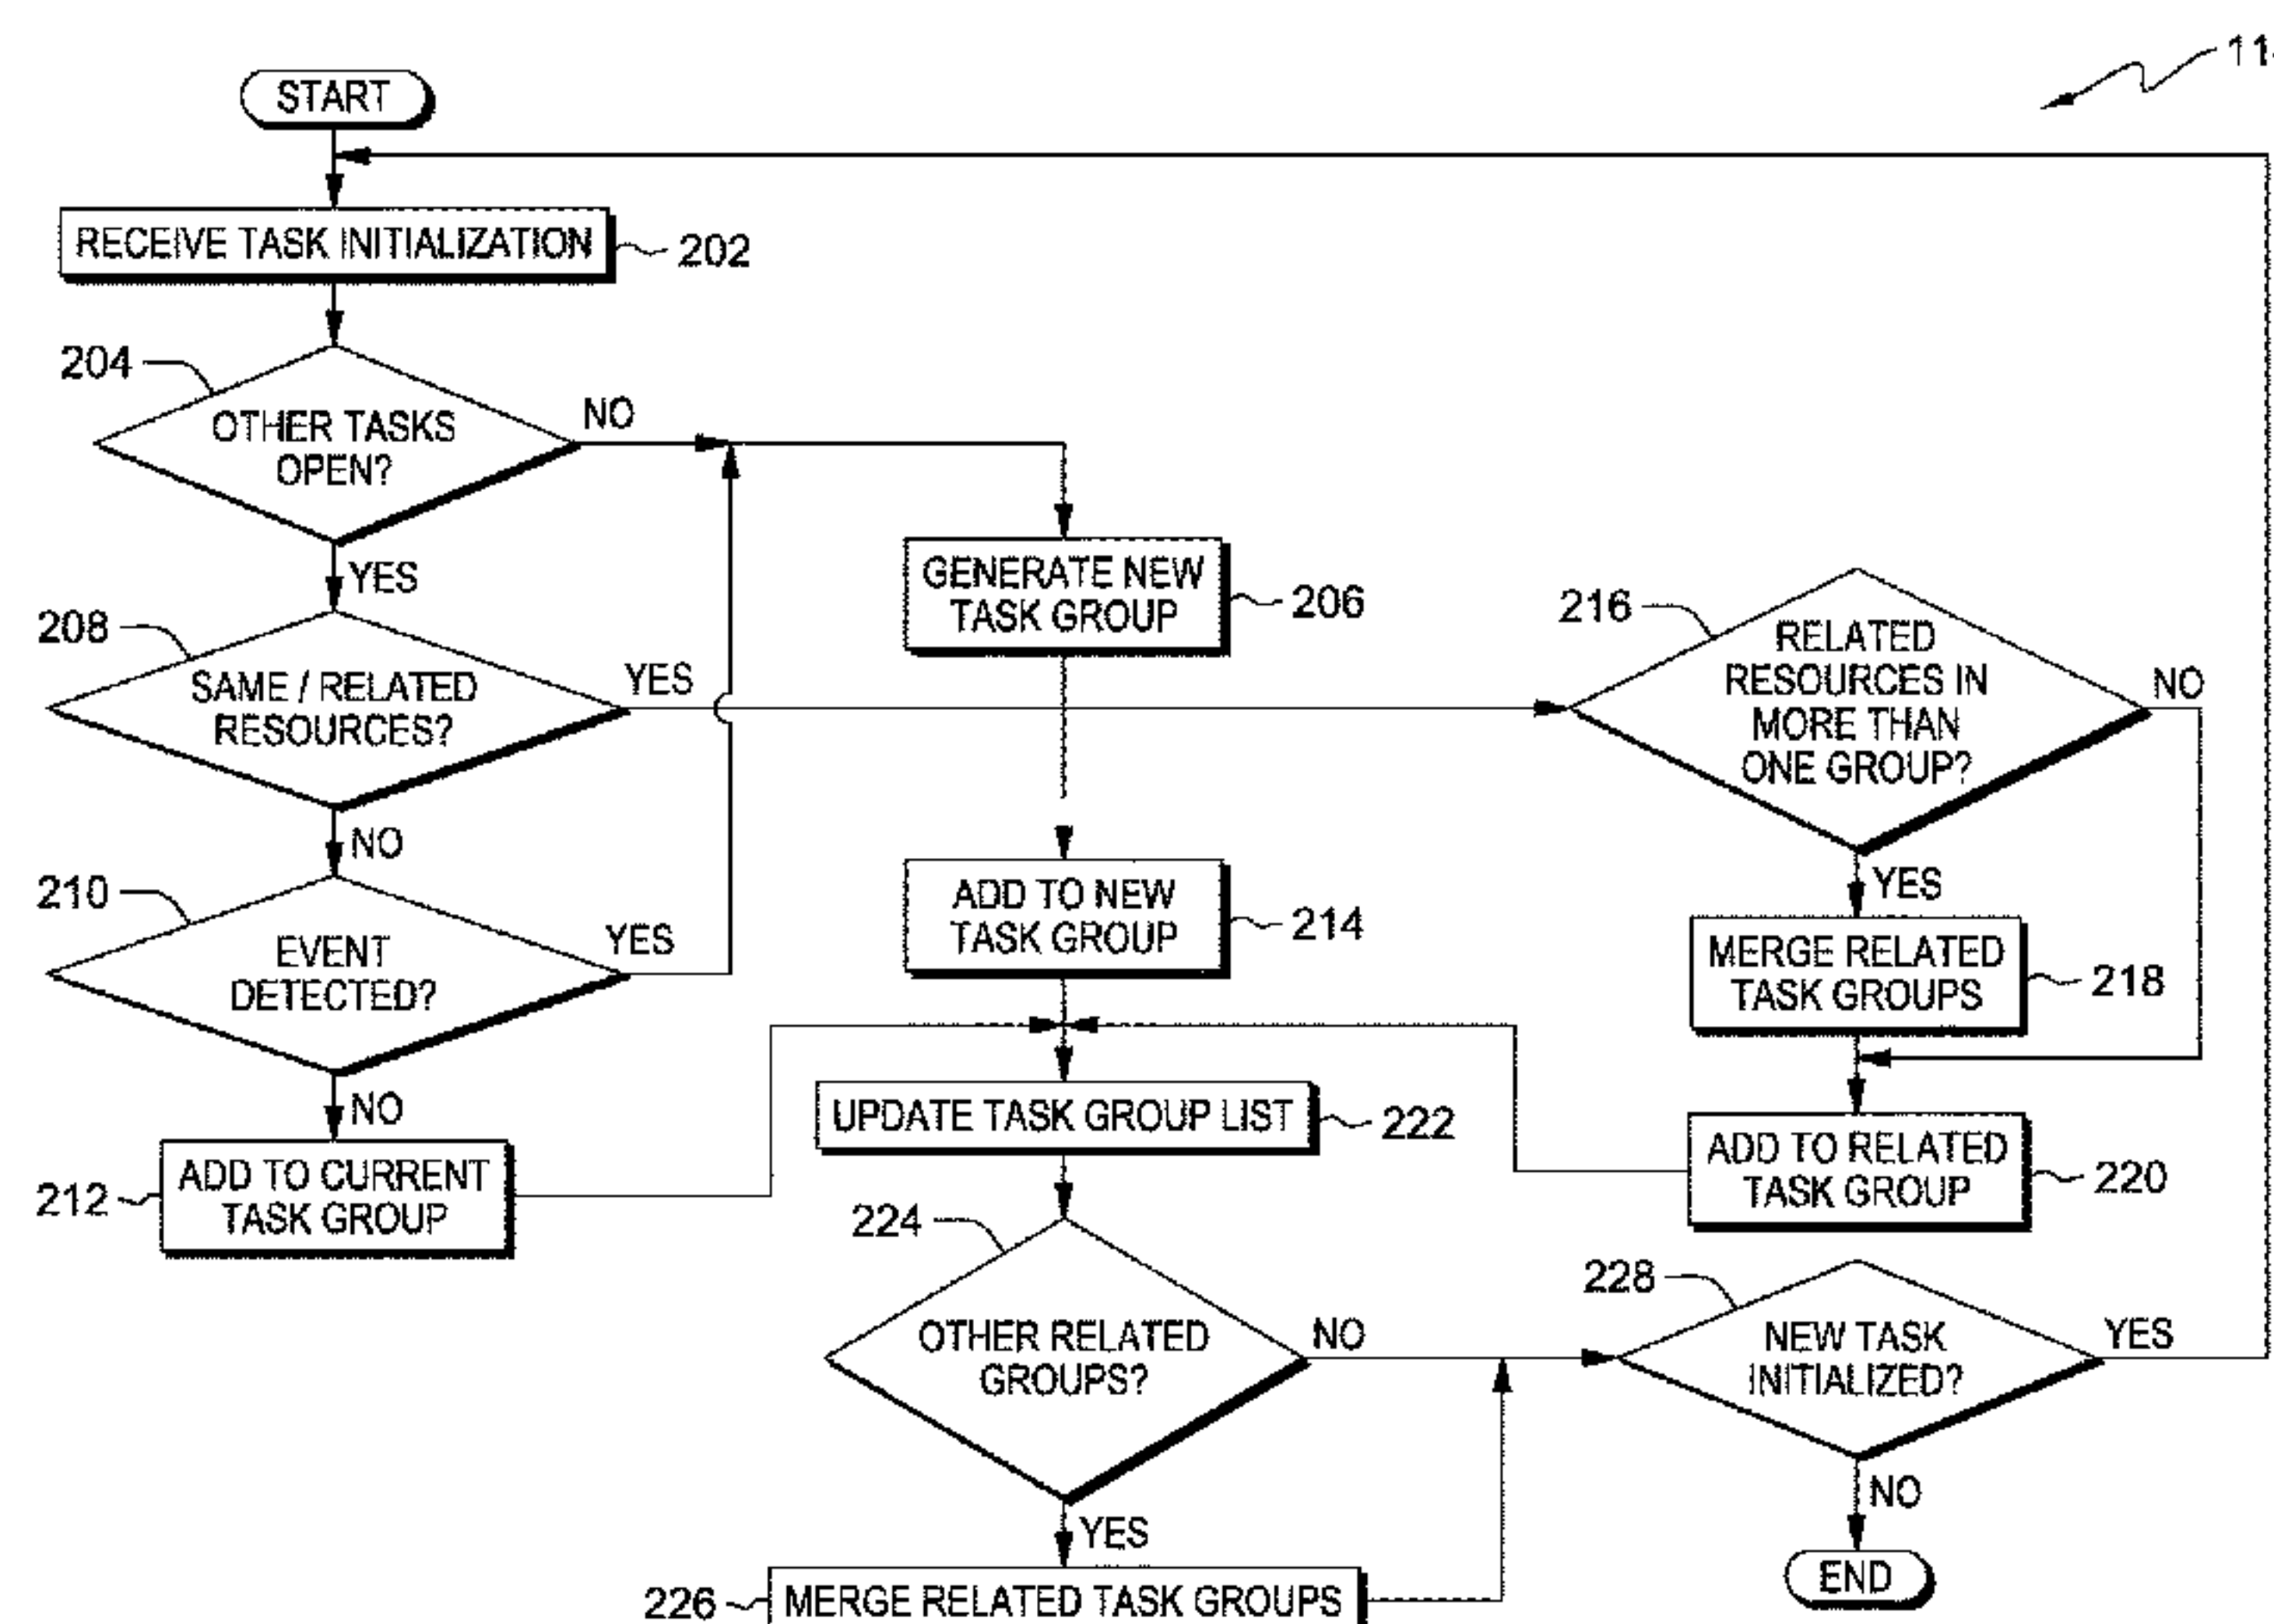 11
START
RECEIVE TASK INITIALIZATION
202
204
OTHER TASKS
OPEN?
NO
YES
GENERATE NEW
TASK GROUP
206
208
SAME / RELATED
RESOURCES?
YES
NO
216
RELATED
RESOURCES IN
MORE THAN
ONE GROUP?
NO
YES
210
EVENT
DETECTED?
YES
NO
ADD TO NEW
TASK GROUP
214
MERGE RELATED
TASK GROUPS
218
212
ADD TO CURRENT
TASK GROUP
UPDATE TASK GROUP LIST
222
ADD TO RELATED
TASK GROUP
220
224
OTHER RELATED
GROUPS?
NO
YES
228
NEW TASK
INITIALIZED?
YES
NO
226
MERGE RELATED TASK GROUPS
END